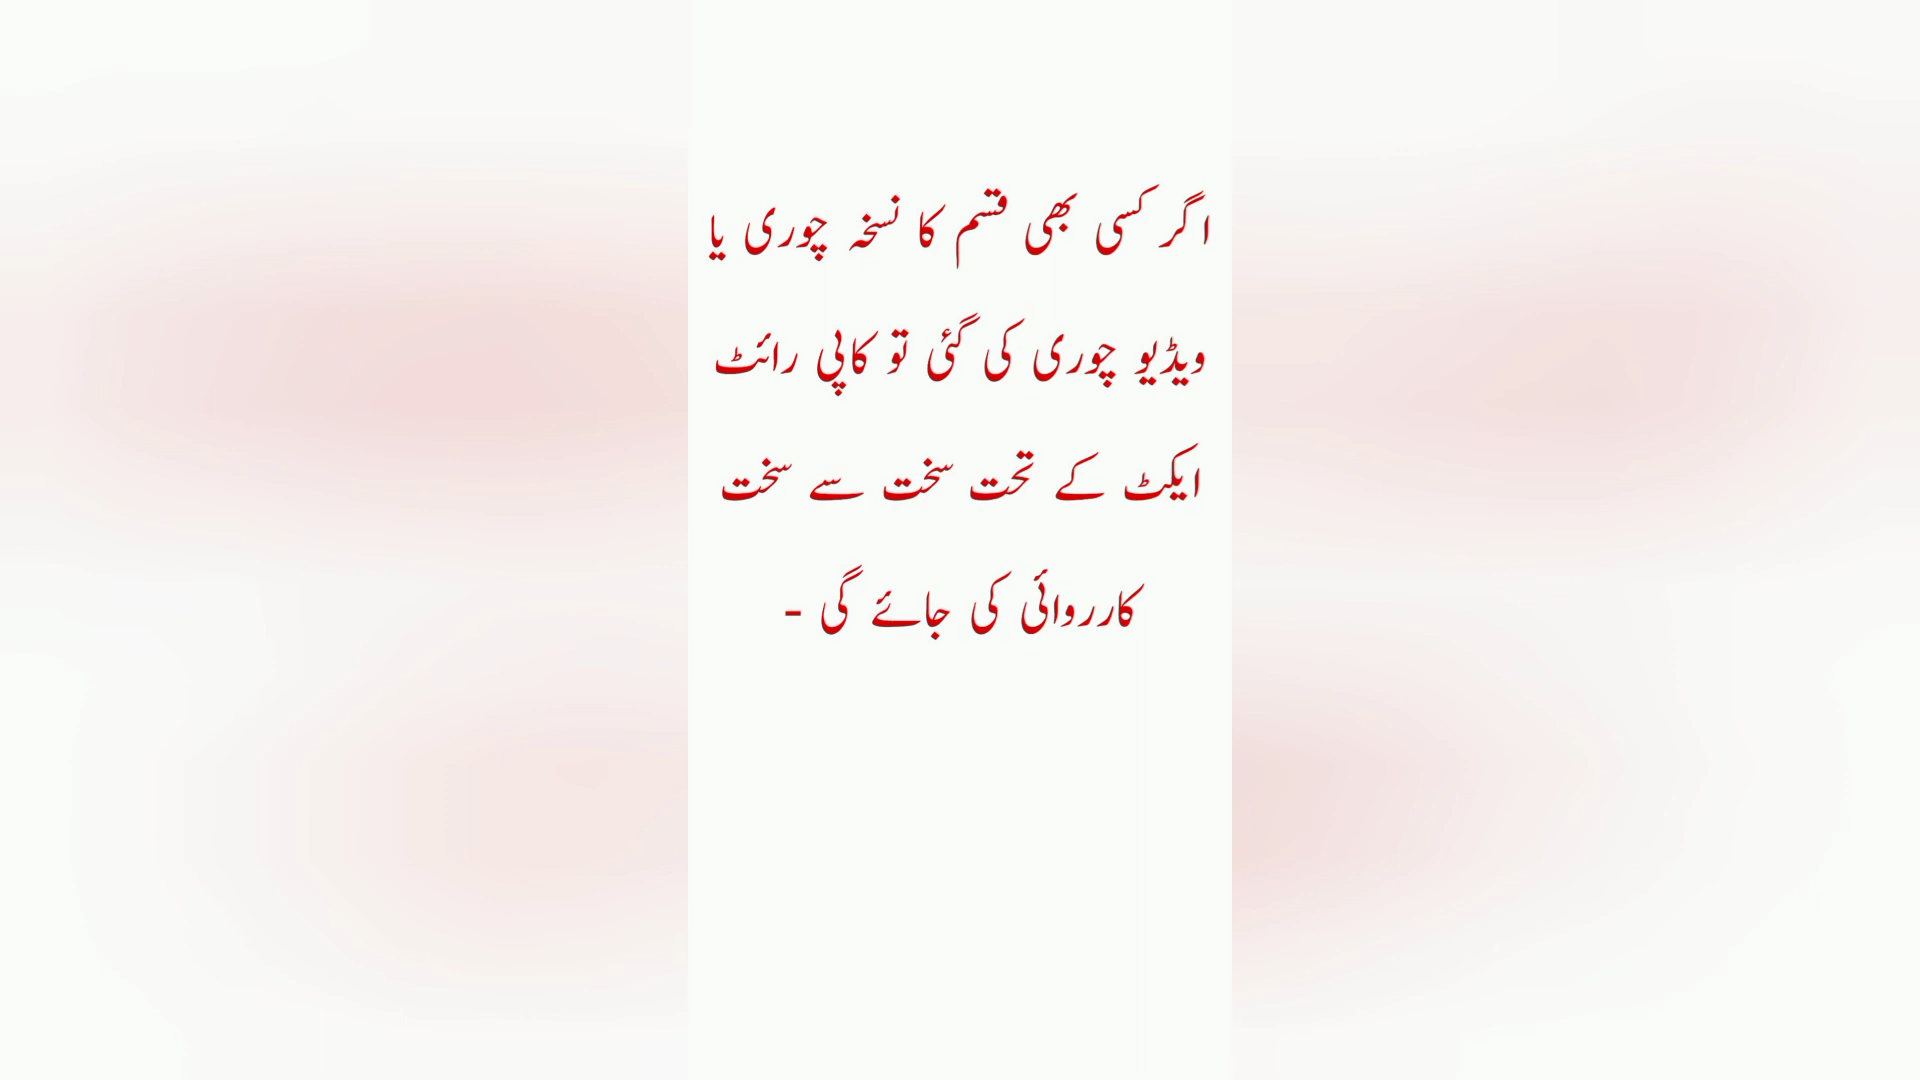 اگر کسی بھی قسم کا نسخہ چوری یا
ویڈیو چوری کی گئی تو کاپی رائٹ
ایکٹ کے تحت سخت سے سخت
کارروائی کی جائے گی -